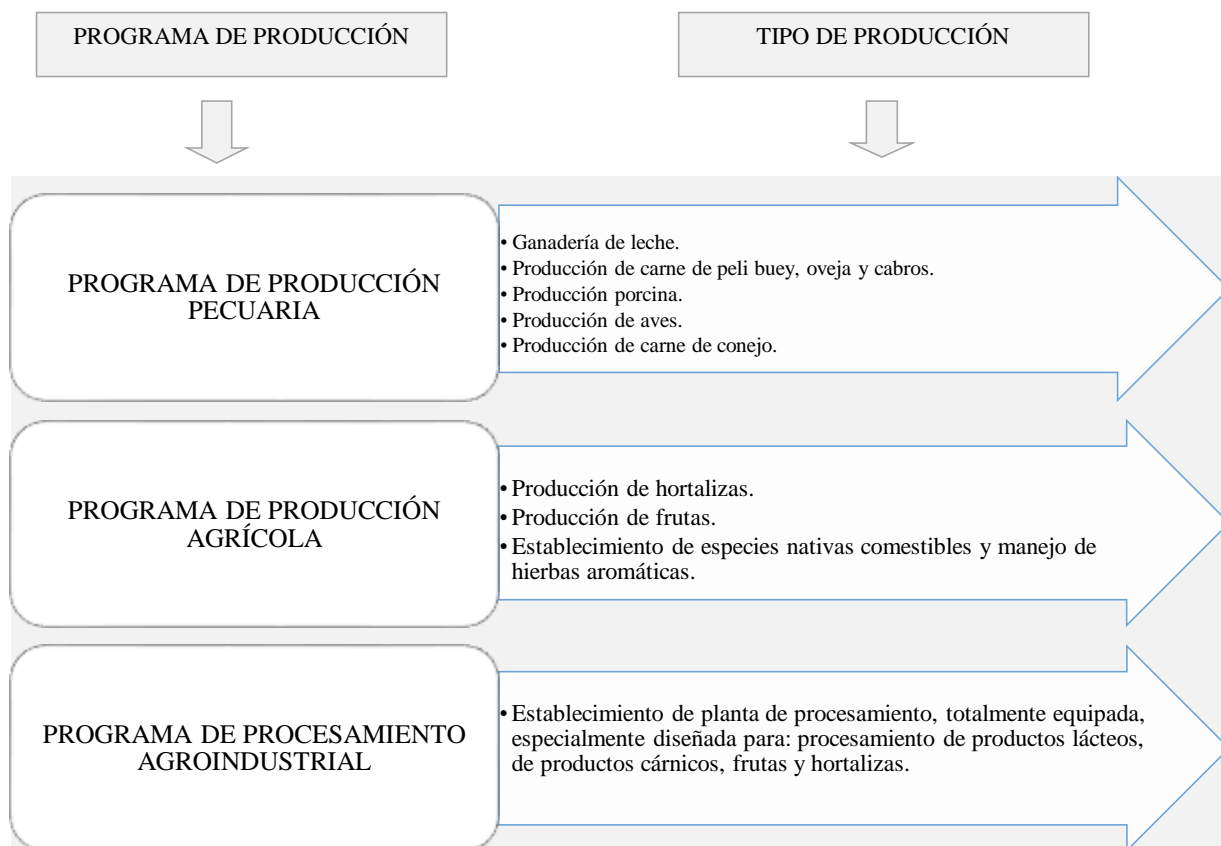 PROGRAMA DE PRODUCCIÓN
TIPO DE PRODUCCIÓN
PROGRAMA DE PRODUCCIÓN
PECUARIA
• Ganadería de leche.
• Producción de carne de peli buey, oveja y cabros.
• Producción porcina.
• Producción de aves.
• Producción de carne de conejo.
PROGRAMA DE PRODUCCIÓN
AGRÍCOLA
• Producción de hortalizas.
• Producción de frutas.
• Establecimiento de especies nativas comestibles y manejo de
hierbas aromáticas.
PROGRAMA DE PROCESAMIENTO
AGROINDUSTRIAL
• Establecimiento de planta de procesamiento, totalmente equipada,
especialmente diseñada para: procesamiento de productos lácteos,
de productos cárnicos, frutas y hortalizas.